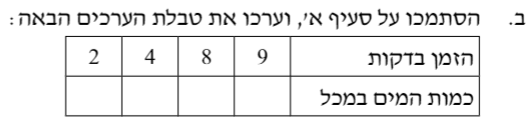 ב. הסתמכו על סעיף א׳, וערכו את טבלת הערכים הבאה:
הזמן בדקות 9 8 4 2
כמות המים במכל